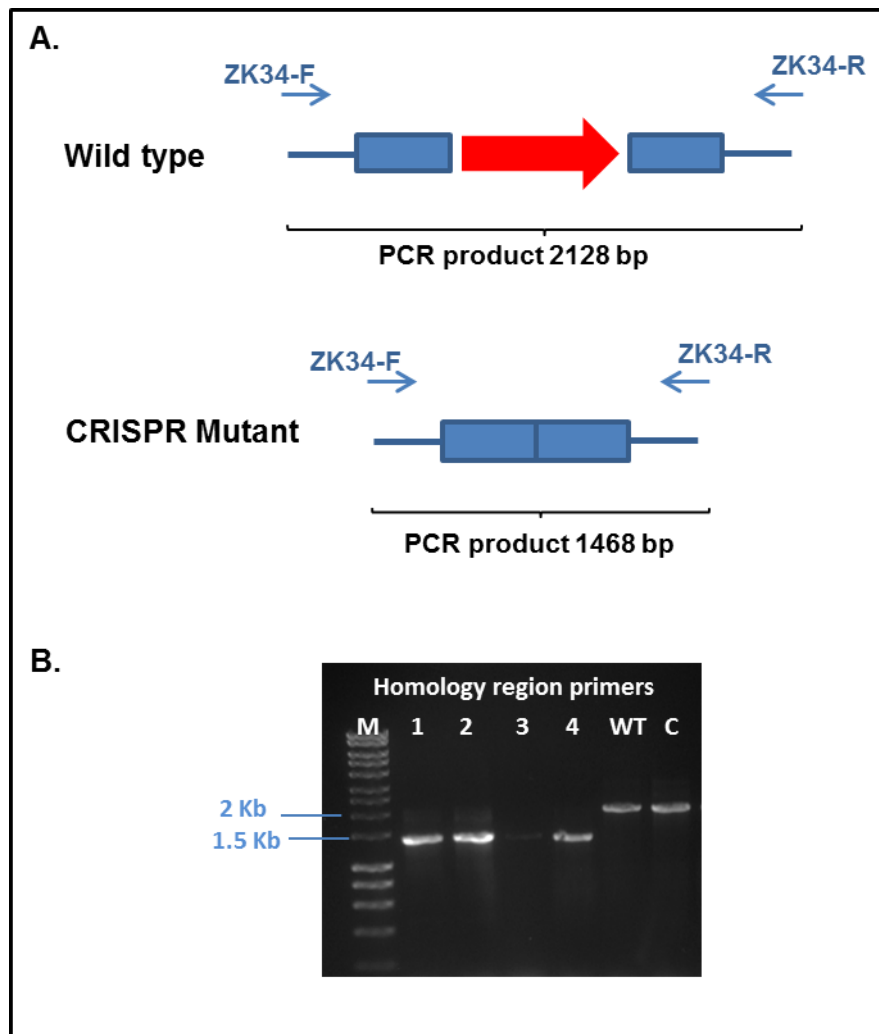 A.
ZK34-F
ZK34-R
Wild type
PCR product 2128 bp
ZK34-F
ZK34-R
CRISPR Mutant
PCR product 1468 bp
B.
Homology region primers
M 1 2 3 4 WT C
2 Kb
1.5 Kb